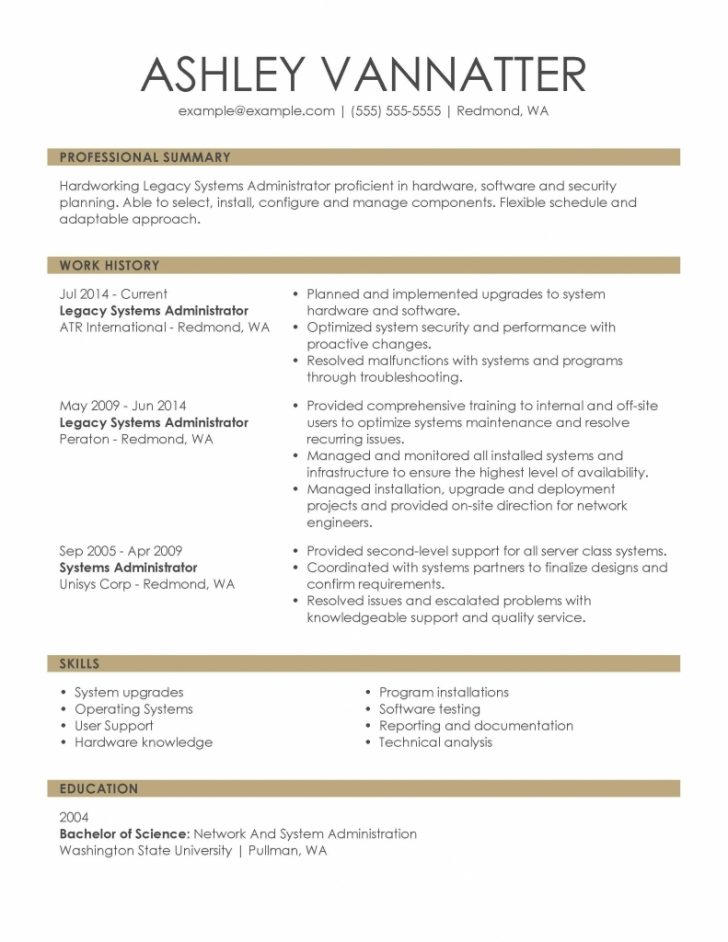 ASHLEY VANNATTER
example@example.com | (555) 555-5555 | Redmond, WA
PROFESSIONAL SUMMARY
Hardworking Legacy Systems Administrator proficient in hardware, software and security
planning. Able to select, install, configure and manage components. Flexible schedule and
adaptable approach.
WORK HISTORY
Jul 2014 - Current
Legacy Systems Administrator
ATR International - Redmond, WA
• Planned and implemented upgrades to system
hardware and software.
• Optimized system security and performance with
proactive changes.
• Resolved malfunctions with systems and programs
through troubleshooting.
May 2009 - Jun 2014
Legacy Systems Administrator
Peraton - Redmond, WA
• Provided comprehensive training to internal and off-site
users to optimize systems maintenance and resolve
recurring issues.
• Managed and monitored all installed systems and
infrastructure to ensure the highest level of availability.
• Managed installation, upgrade and deployment
projects and provided on-site direction for network
engineers.
Sep 2005 - Apr 2009
Systems Administrator
Unisys Corp - Redmond, WA
• Provided second-level support for all server class systems.
• Coordinated with systems partners to finalize designs and
confirm requirements.
• Resolved issues and escalated problems with
knowledgeable support and quality service.
SKILLS
• System upgrades
• Operating Systems
• User Support
• Hardware knowledge
• Program installations
• Software testing
• Reporting and documentation
• Technical analysis
EDUCATION
2004
Bachelor of Science: Network And System Administration
Washington State University | Pullman, WA